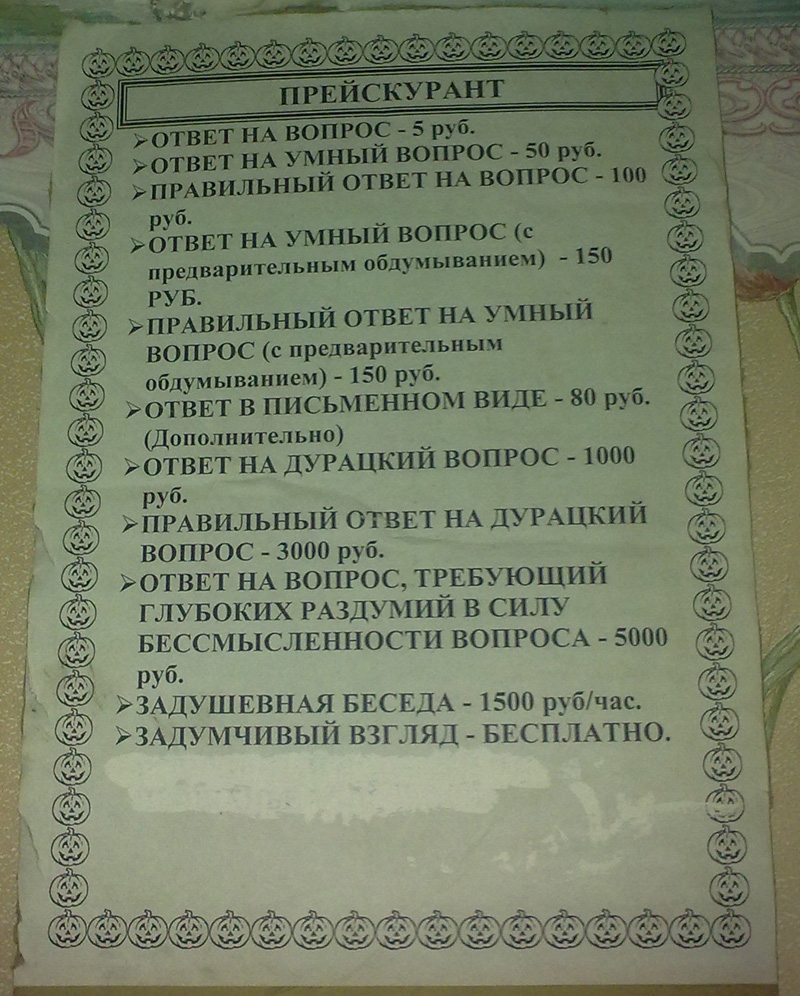 ПРЕЙСКУРАНТ
➢ОТВЕТ НА ВОПРОС - 5 руб.
➢ОТВЕТ НА УМНЫЙ ВОПРОС - 50 руб.
➢ПРАВИЛЬНЫЙ ОТВЕТ НА ВОПРОС - 100
руб.
➢ОТВЕТ НА УМНЫЙ ВОПРОС (с
предварительным обдумыванием) - 150
РУБ.
➢ПРАВИЛЬНЫЙ ОТВЕТ НА УМНЫЙ
ВОПРОС (с предварительным
обдумыванием) - 150 руб.
➢ОТВЕТ В ПИСЬМЕННОМ ВИДЕ - 80 руб.
(Дополнительно)
➢ОТВЕТ НА ДУРАЦКИЙ ВОПРОС - 1000
руб.
➢ПРАВИЛЬНЫЙ ОТВЕТ НА ДУРАЦКИЙ
ВОПРОС - 3000 руб.
➢ОТВЕТ НА ВОПРОС, ТРЕБУЮЩИЙ
ГЛУБОКИХ РАЗДУМИЙ В СИЛУ
БЕССМЫСЛЕННОСТИ ВОПРОСА - 5000
руб.
➢ЗАДУШЕВНАЯ БЕСЕДА - 1500 руб/час.
➢ЗАДУМЧИВЫЙ ВЗГЛЯД - БЕСПЛАТНО.